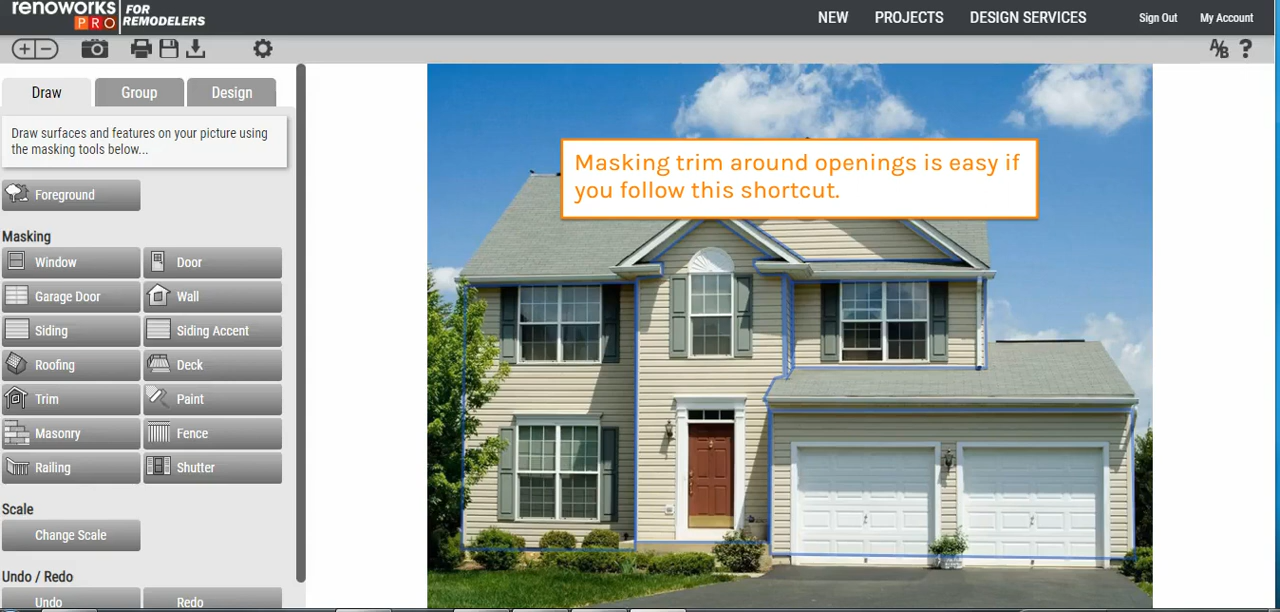 renoworks
PRO
FOR
REMODELERS
NEW PROJECTS DESIGN SERVICES Sign Out My Account
A/B ?
Draw Group Design
Draw surfaces and features on your picture using
the masking tools below...
Foreground
Masking
Window Door
Garage Door Wall
Siding Siding Accent
Roofing Deck
Trim Paint
Masonry Fence
Railing Shutter
Scale
Change Scale
Undo / Redo
Undo Redo
Masking trim around openings is easy if
you follow this shortcut.